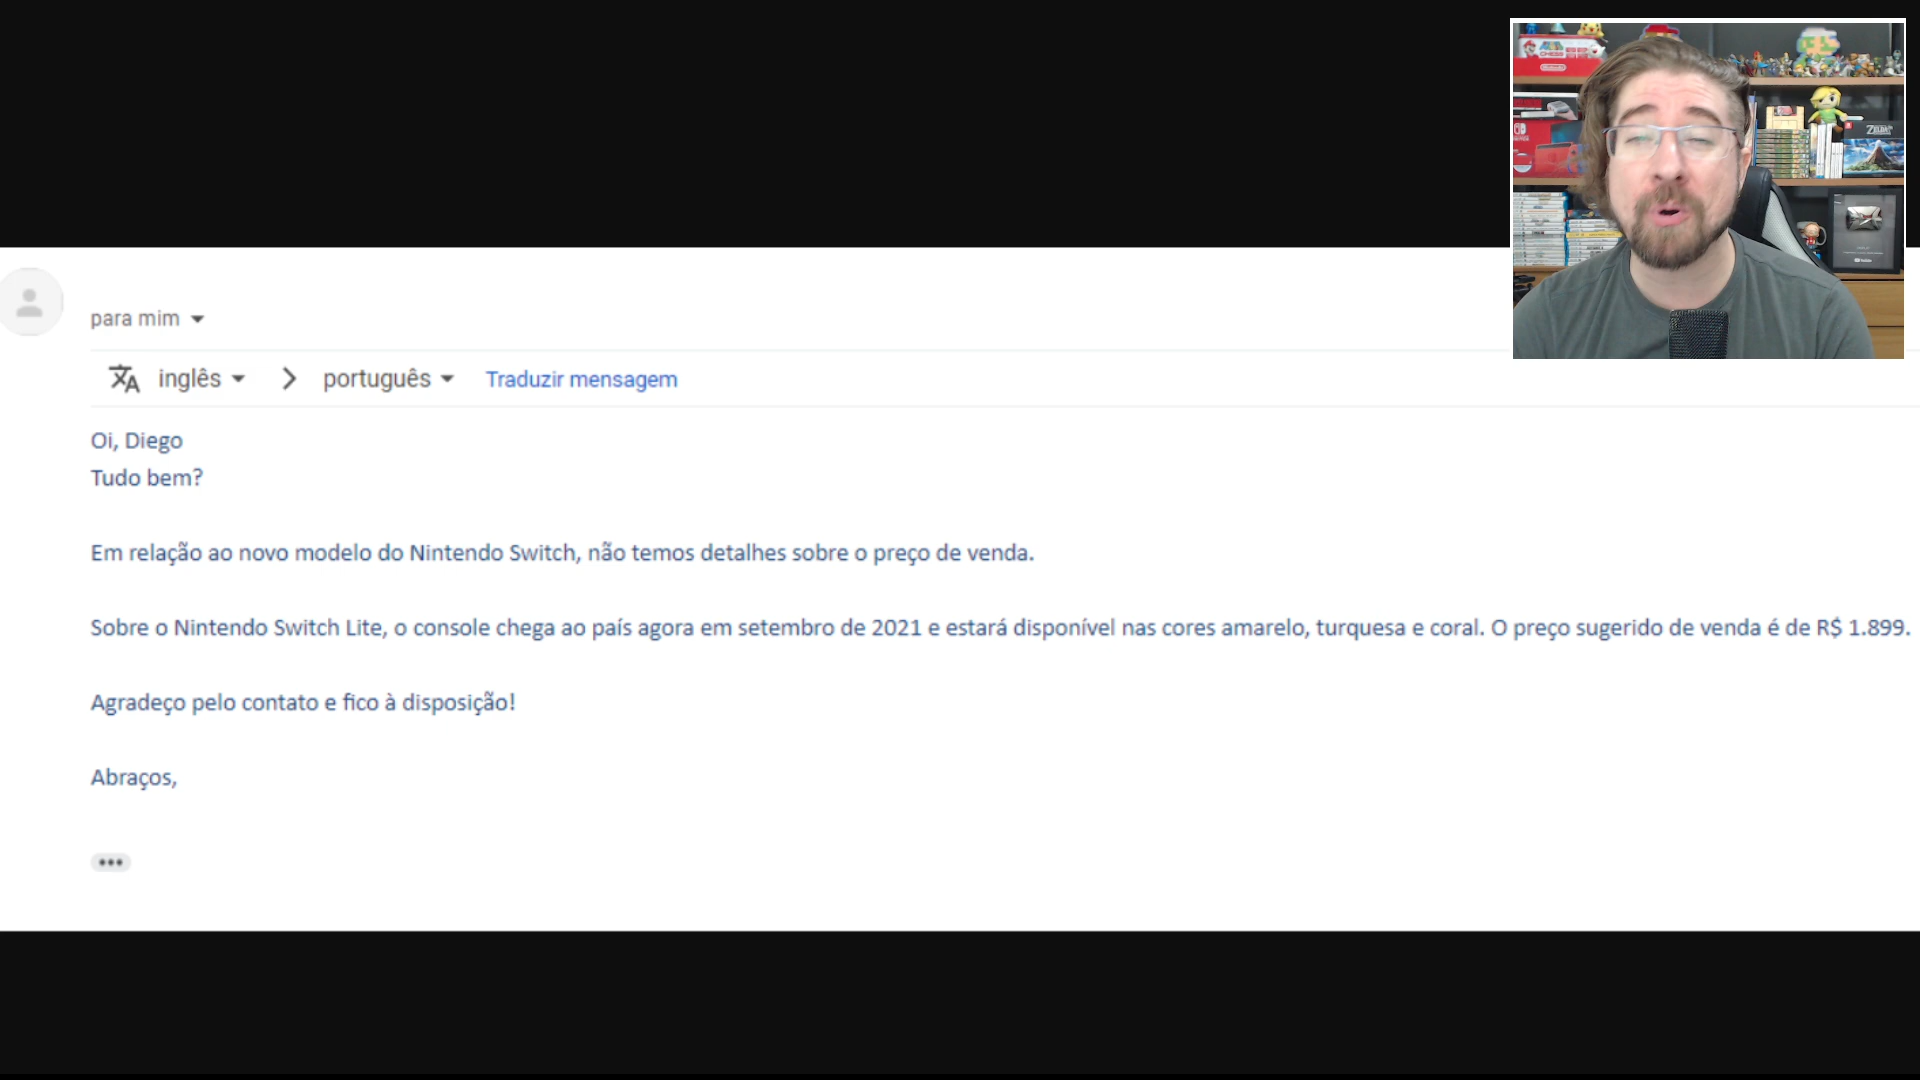 para mim
inglês > português Traduzir mensagem
Oi, Diego
Tudo bem?
Em relação ao novo modelo do Nintendo Switch, não temos detalhes sobre o preço de venda.
Sobre o Nintendo Switch Lite, o console chega ao país agora em setembro de 2021 e estará disponível nas cores amarelo, turquesa e coral. O preço sugerido de venda é de R$ 1.899.
Agradeço pelo contato e fico à disposição!
Abraços,
ZELDA